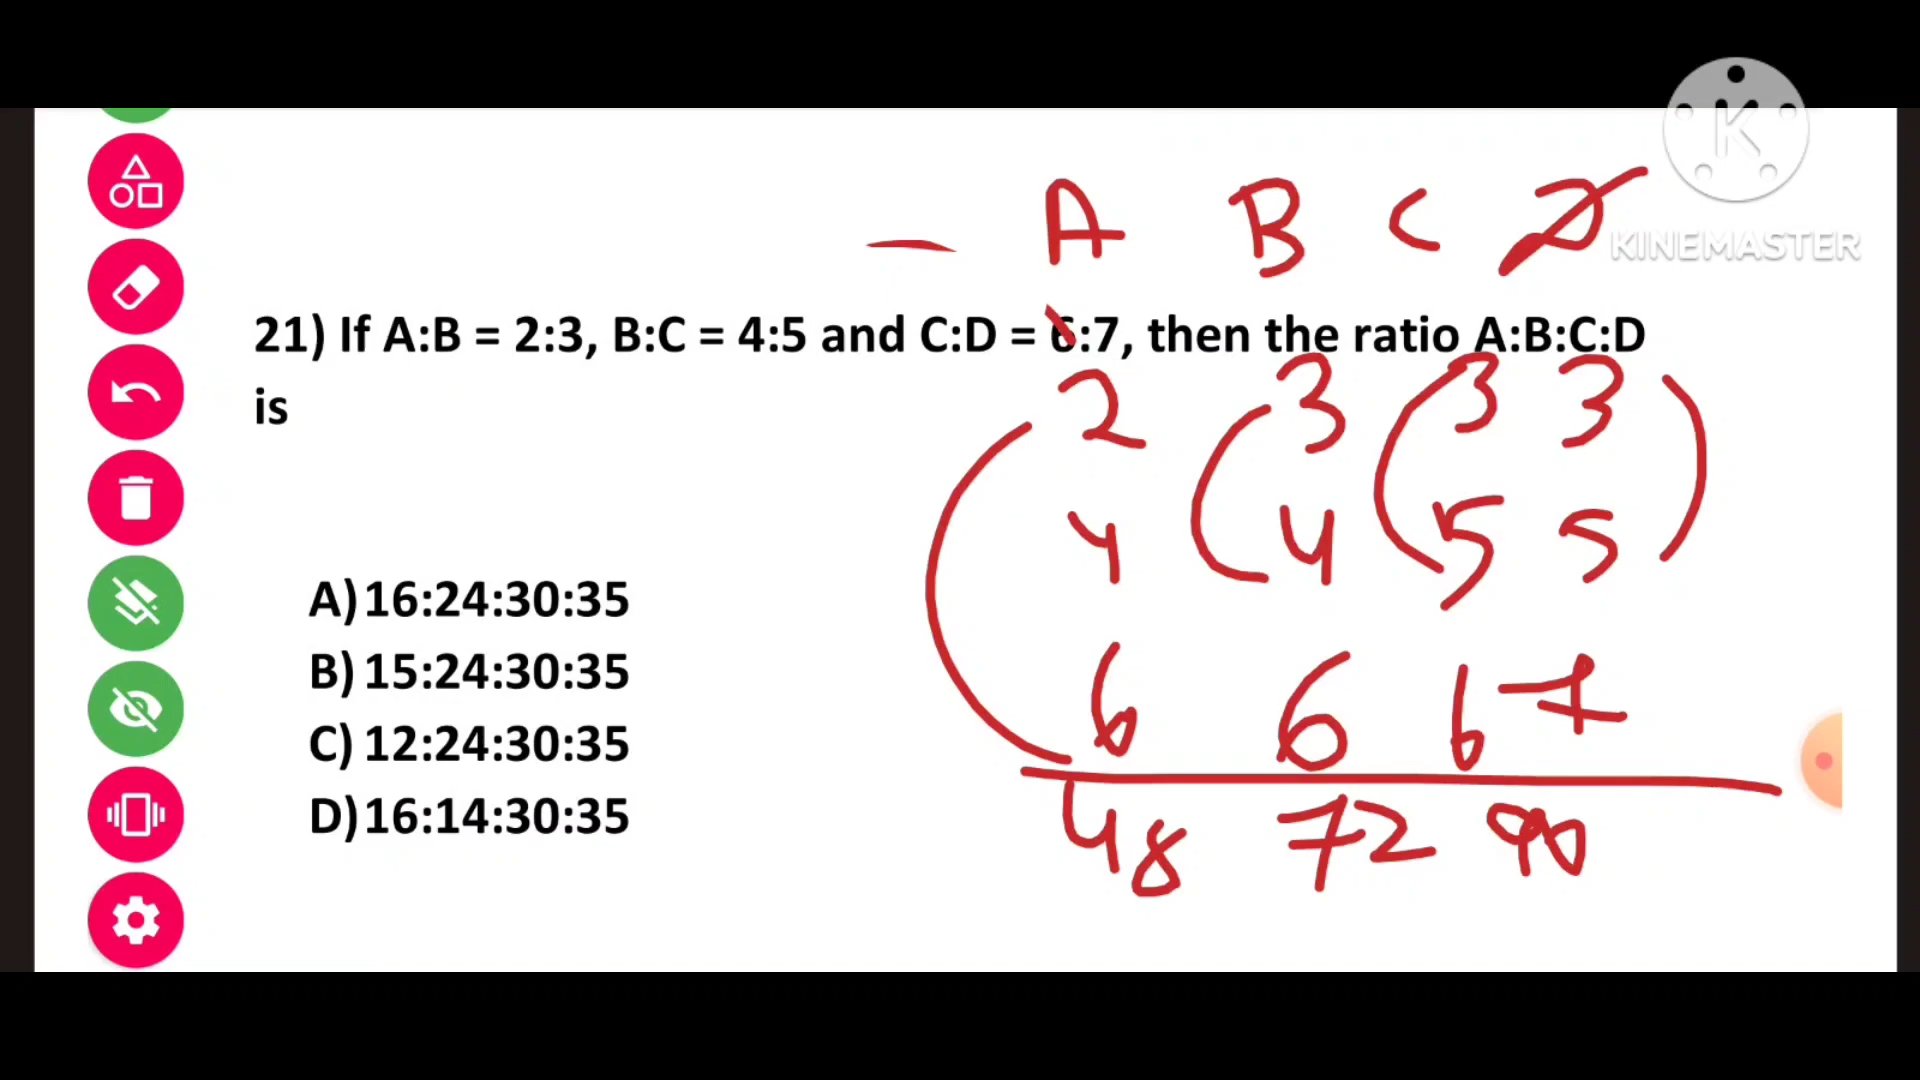 KINEMASTER
A B C D
21) If A:B = 2:3, B:C = 4:5 and C:D = 6:7, then the ratio A:B:C:D
is
2 3 3 3
4 4 5 5
6 6 6 7
48 72 90
A) 16:24:30:35
B) 15:24:30:35
C) 12:24:30:35
D) 16:14:30:35